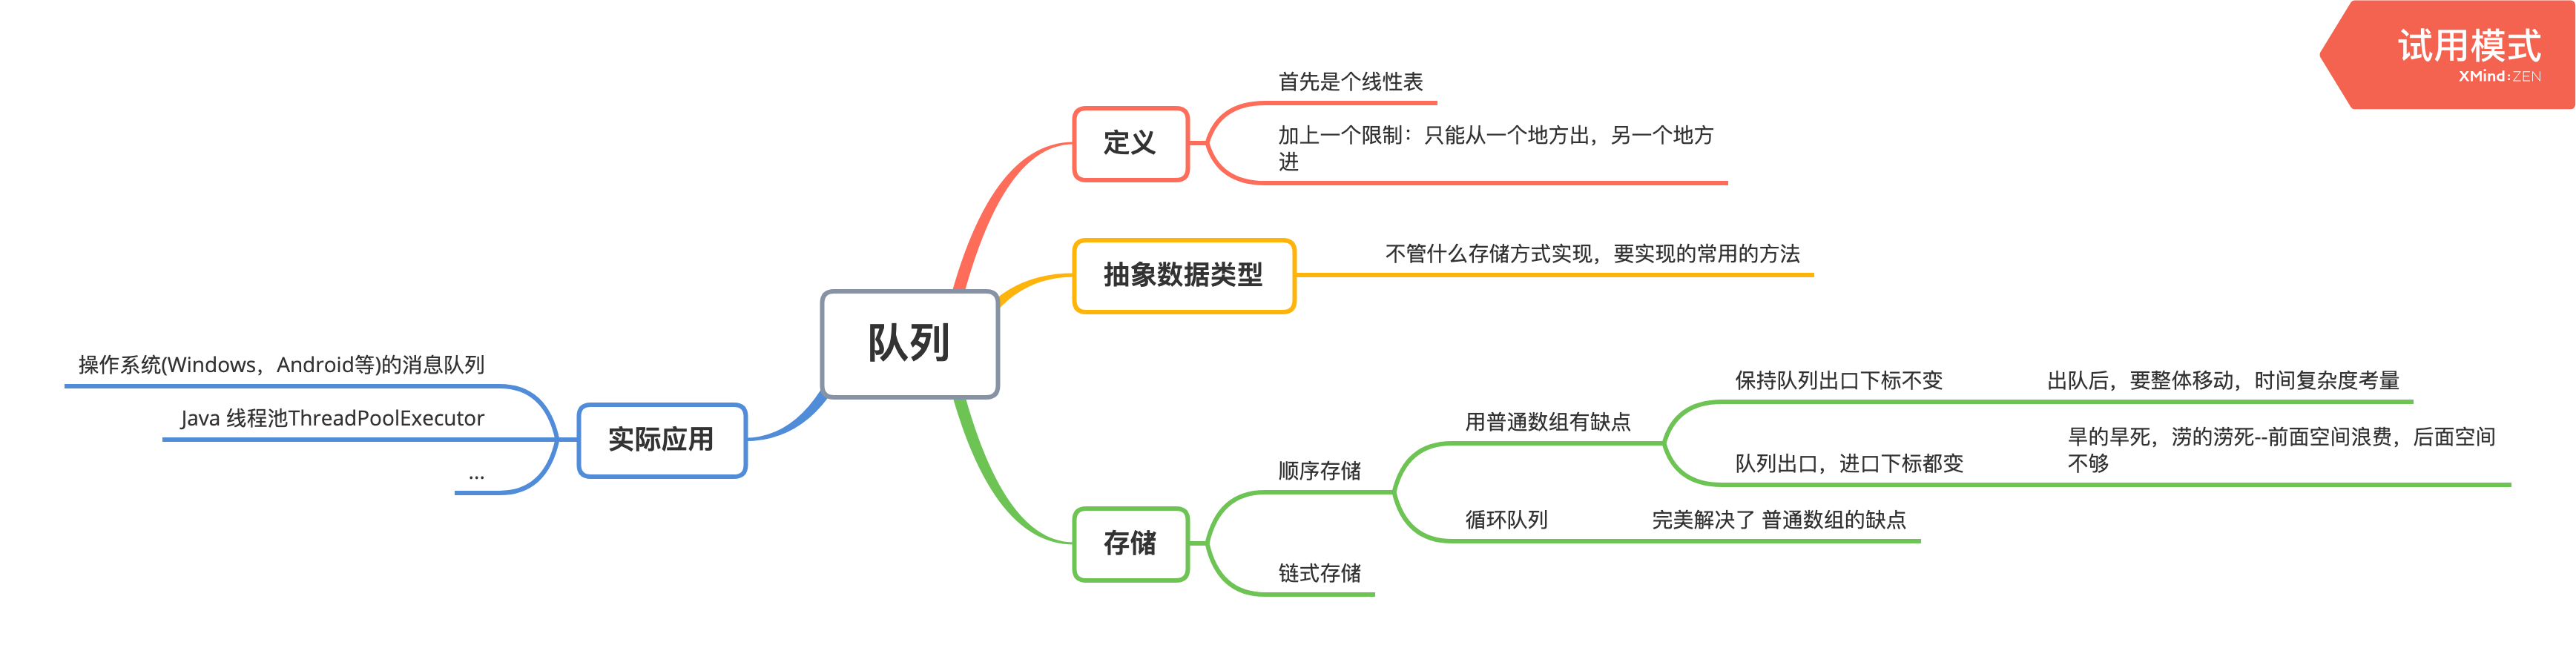 试用模式
XMind:ZEN
队列
定义
首先是个线性表
加上一个限制：只能从一个地方出，另一个地方
进
抽象数据类型
不管什么存储方式实现，要实现的常用的方法
存储
顺序存储
用普通数组有缺点
保持队列出口下标不变
出队后，要整体移动，时间复杂度考量
队列出口，进口下标都变
旱的旱死，涝的涝死--前面空间浪费，后面空间
不够
循环队列
完美解决了 普通数组的缺点
链式存储
实际应用
操作系统(Windows，Android等)的消息队列
Java 线程池ThreadPoolExecutor
...